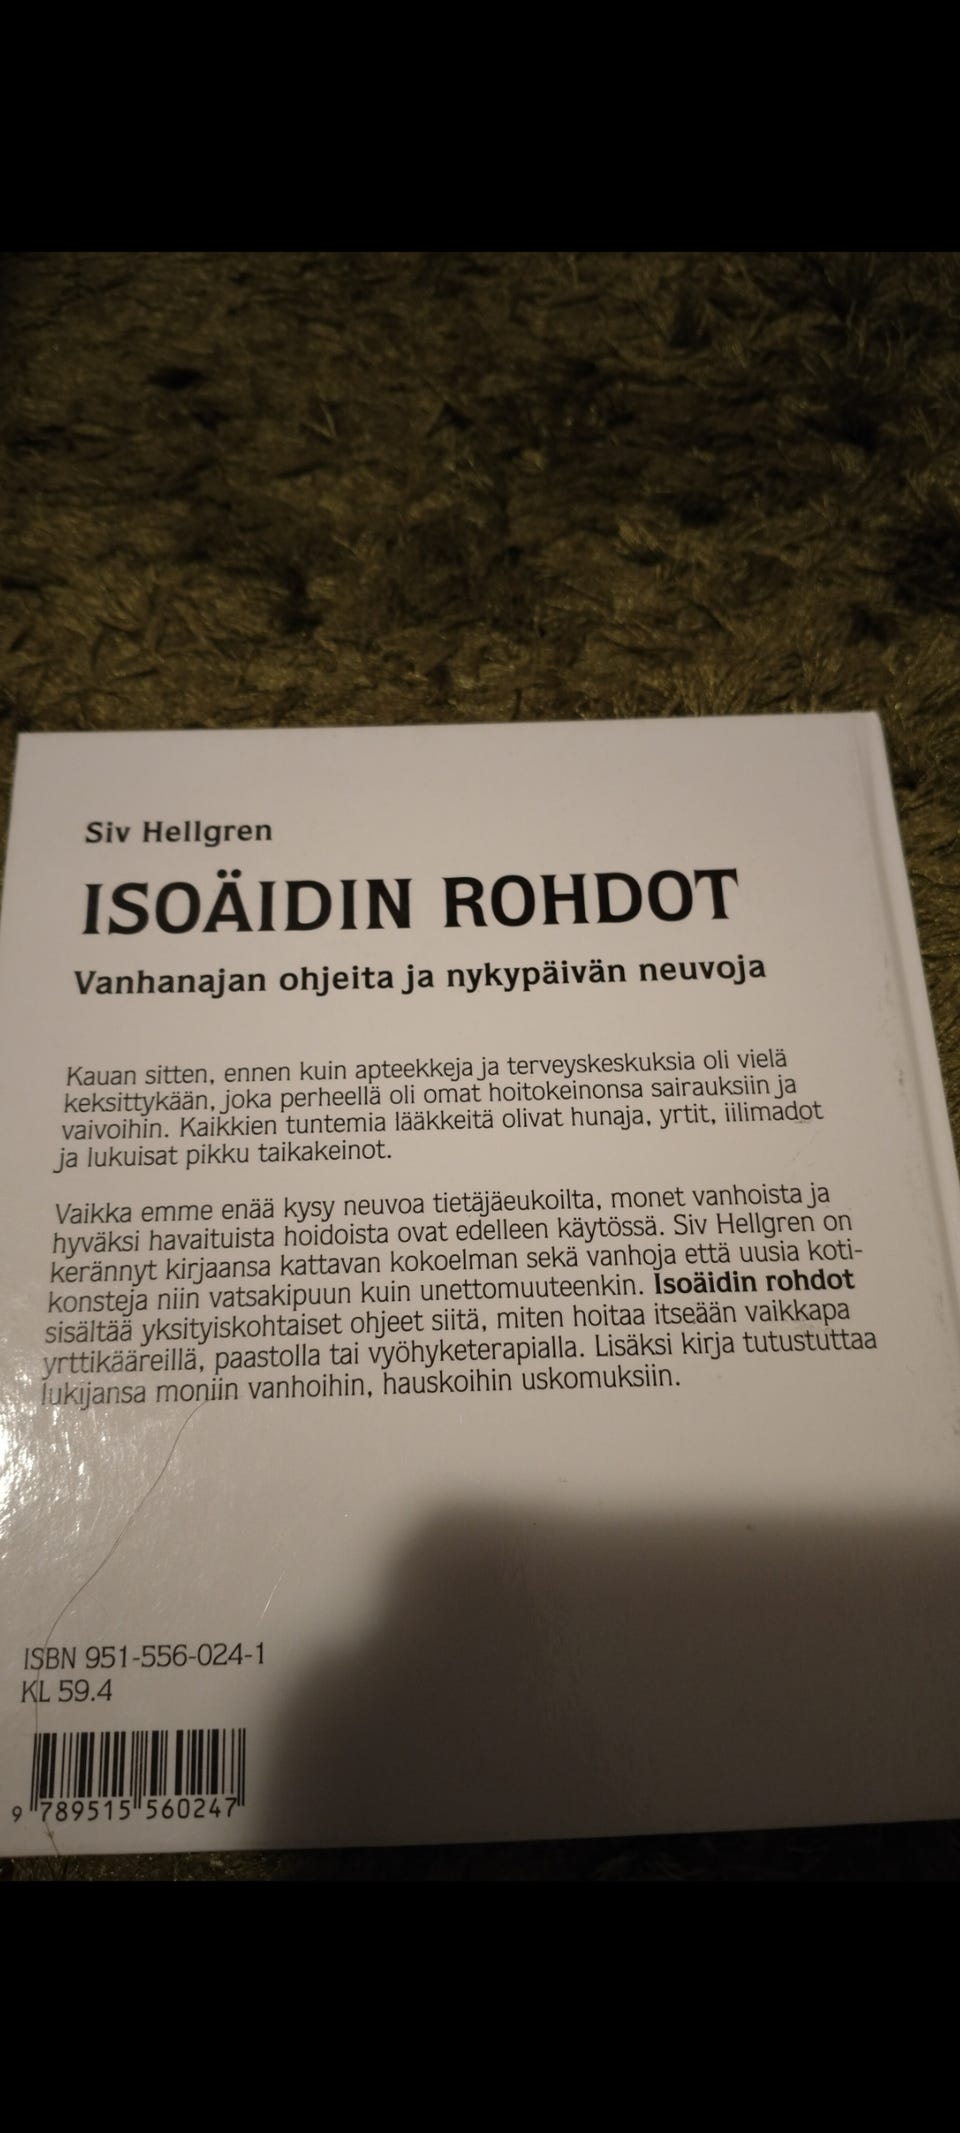 Siv Hellgren
ISOÄIDIN ROHDOT
Vanhanajan ohjeita ja nykypäivän neuvoja
Kauan sitten, ennen kuin apteekkeja ja terveyskeskuksia oli vielä
keksittykään, joka perheellä oli omat hoitokeinonsa sairauksiin ja
vaivoihin. Kaikkien tuntemia lääkkeitä olivat hunaja, yrtit, iilimadot
ja lukuisat pikku taikakeinot.
Vaikka emme enää kysy neuvoa tietäjäeukoilta, monet vanhoista ja
hyväksi havaituista hoidoista ovat edelleen käytössä. Siv Hellgren on
kerännyt kirjaansa kattavan kokoelman sekä vanhoja että uusia koti-
konsteja niin vatsakipuun kuin unettomuuteenkin. Isoäidin rohdot
sisältää yksityiskohtaiset ohjeet siitä, miten hoitaa itseään vaikkapa
yrttikääreillä, paastolla tai vyöhyketerapialla. Lisäksi kirja tutustuttaa
lukijansa moniin vanhoihin, hauskoihin uskomuksiin.
ISBN 951-556-024-1
KL 59.4
9 789515 560247